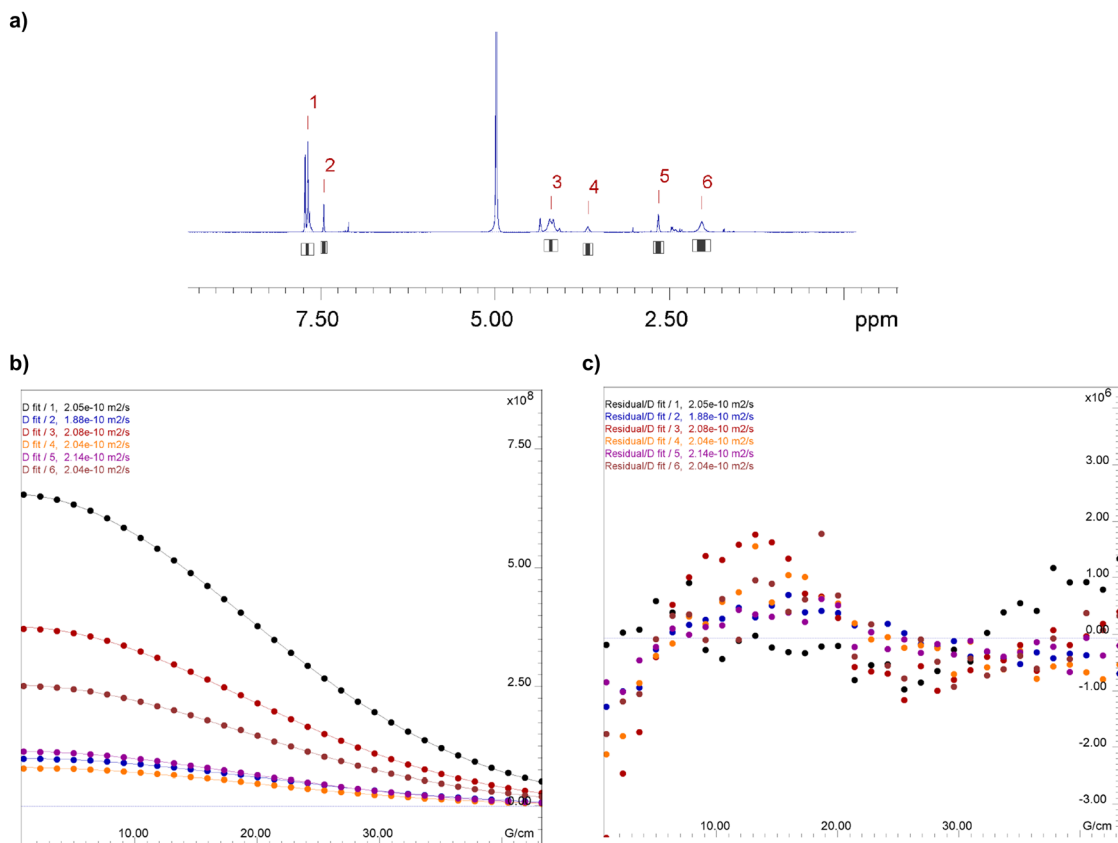 a)
1
2
3
4
5
6
7.50
5.00
2.50
ppm
b)
x10⁸
D fit / 1, 2.05e-10 m2/s
D fit / 2, 1.88e-10 m2/s
D fit / 3, 2.08e-10 m2/s
D fit / 4, 2.04e-10 m2/s
D fit / 5, 2.14e-10 m2/s
D fit / 6, 2.04e-10 m2/s
7.50
5.00
2.50
0.00
10.00
20.00
30.00
G/cm
c)
x10⁶
Residual/D fit / 1, 2.05e-10 m2/s
Residual/D fit / 2, 1.88e-10 m2/s
Residual/D fit / 3, 2.08e-10 m2/s
Residual/D fit / 4, 2.04e-10 m2/s
Residual/D fit / 5, 2.14e-10 m2/s
Residual/D fit / 6, 2.04e-10 m2/s
3.00
2.00
1.00
0.00
-1.00
-2.00
-3.00
10.00
20.00
30.00
G/cm